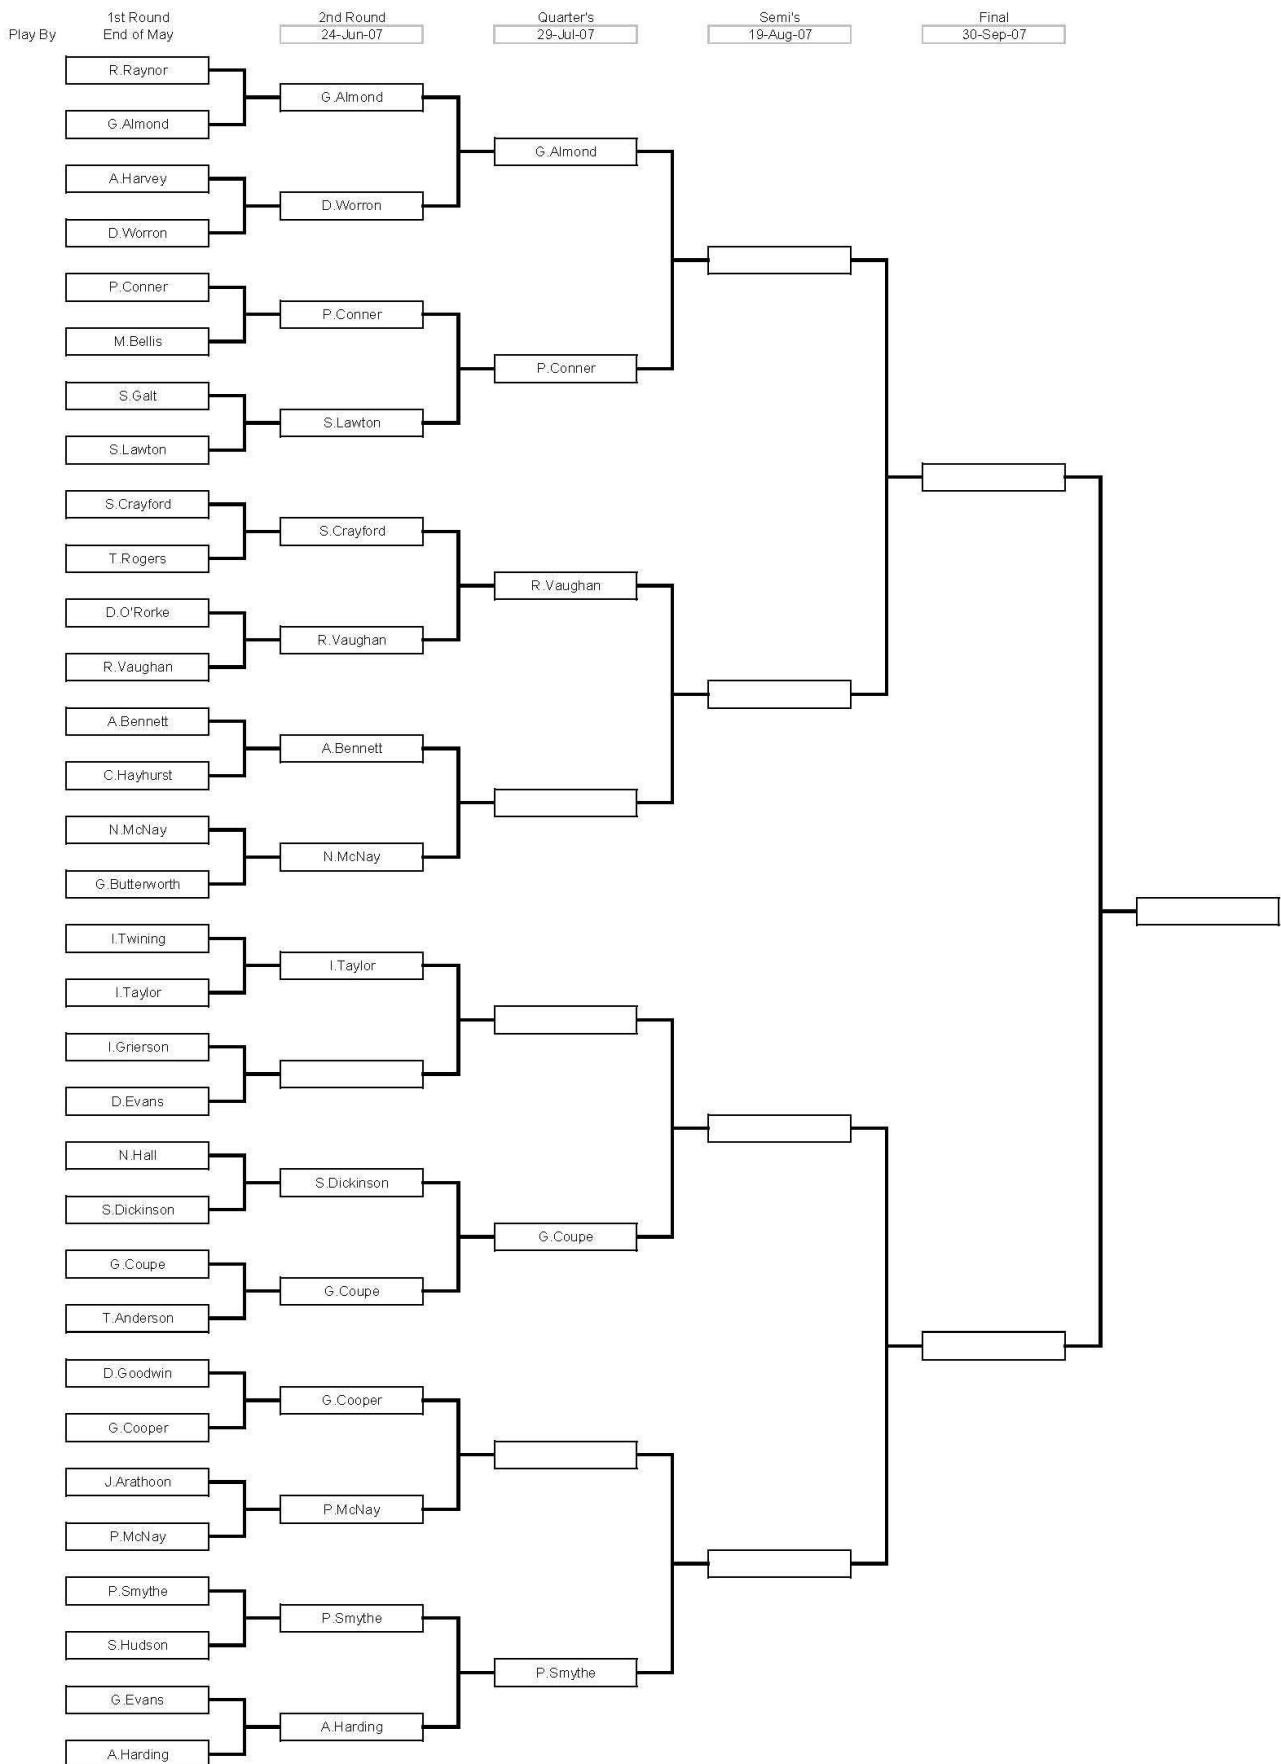 1st Round
2nd Round
Quarter's
Semi's
Final
Play By
End of May
24-Jun-07
29-Jul-07
19-Aug-07
30-Sep-07
R.Raynor
G.Almond
G.Almond
G.Almond
A.Harvey
D.Worron
D.Worron
P.Conner
P.Conner
M.Bellis
P.Conner
S.Galt
S.Lawton
S.Lawton
S.Crayford
S.Crayford
T.Rogers
R.Vaughan
D.O'Rorke
R.Vaughan
R.Vaughan
A.Bennett
A.Bennett
C.Hayhurst
N.McNay
N.McNay
G.Butterworth
I.Twining
I.Taylor
I.Taylor
I.Grierson
D.Evans
N.Hall
S.Dickinson
S.Dickinson
G.Coupe
G.Coupe
G.Coupe
T.Anderson
D.Goodwin
G.Cooper
G.Cooper
J.Arathoon
P.McNay
P.McNay
P.Smythe
P.Smythe
S.Hudson
P.Smythe
G.Evans
A.Harding
A.Harding